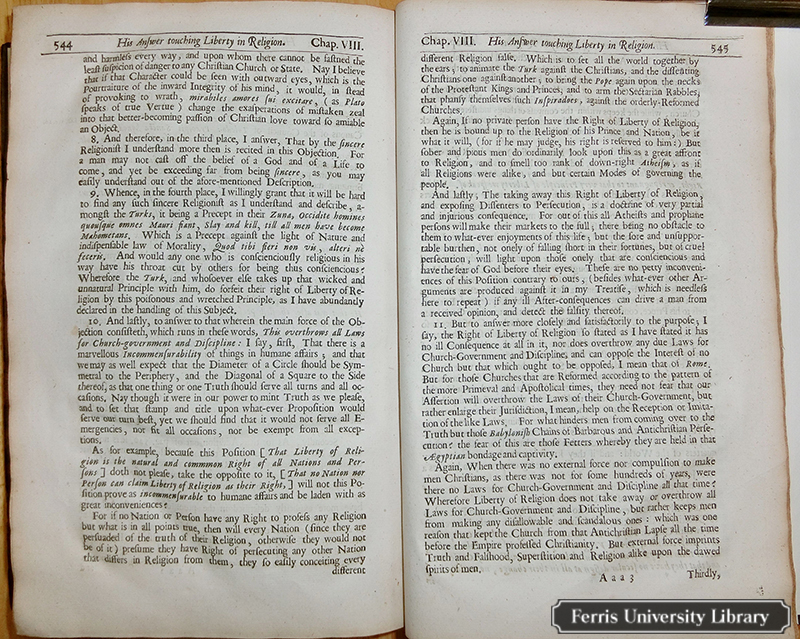 544 His Anſwer touching Liberty in Religion. Chap. VIII.
and harmleſs every way, and upon whom there cannot be faſtned the
leaſt ſuſpicion of danger to any Chriſtian Church or State. Nay I believe
that if that Character could be ſeen with outward eyes, which is the
Pourtraiture of the inward Integrity of his mind, it would, in ſtead
of provoking to wrath, mirabiles amores ſui excitare, (as Plato
ſpeaks of true Vertue) change the exaſperations of miſtaken zeal
into that better-becoming paſſion of Chriſtian love toward ſo amiable
an Object.
8. And therefore, in the third place, I anſwer, That by the ſincere
Religioniſt I underſtand more then is recited in this Objection. For
a man may not caſt off the belief of a God and of a Life to
come, and yet be exceeding far from being ſincere, as you may
eaſily underſtand out of the afore-mentioned Deſcription.
9. Whence, in the fourth place, I willingly grant that it will be hard
to find any ſuch ſincere Religioniſt as I underſtand and deſcribe, a-
mongſt the Turks, it being a Precept in their Zuna, Occidite homines
quouſque omnes Mauri fiant, Slay and kill, till all men have become
Mahometans. Which is a Precept againſt the light of Nature and
indiſpenſable law of Morality, Quod tibi fieri non vis, alteri nè
feceris. And would any one who is conſcienciouſly religious in his
way have his throat cut by others for being thus conſciencious?
Wherefore the Turk, and whoſoever elſe takes up that wicked and
unnatural Principle with him, do forfeit their right of Liberty of Re-
ligion by this poiſonous and wretched Principle, as I have abundantly
declared in the handling of this Subject.
10. And laſtly, to anſwer to that wherein the main force of the Ob-
jection conſiſteth, which runs in theſe words, This overthrows all Laws
for Church-government and Diſcipline: I ſay, firſt, That there is a
marvellous Incommenſurability of things in humane affairs; and that
we may as well expect that the Diameter of a Circle ſhould be Sym-
metral to the Periphery, and the Diagonal of a Square to the Side
thereof, as that one thing or one Truth ſhould ſerve all turns and all oc-
caſions. Nay though it were in our power to mint Truth as we pleaſe,
and to ſet that ſtamp and title upon what-ever Propoſition would
ſerve our turn beſt, yet we ſhould find that it would not ſerve all E-
mergencies, nor fit all occaſions, nor be exempt from all excep-
tions.
As for example, becauſe this Poſition [ That Liberty of Reli-
gion is the natural and commmon Right of all Nations and Per-
ſons ] doth not pleaſe, take the oppoſite to it, [ That no Nation nor
Perſon can claim Liberty of Religion as their Right, ] will not this Po-
ſition prove as incommenſurable to humane affairs and be laden with as
great inconveniences?
For if no Nation or Perſon have any Right to profeſs any Religion
but what is in all points true, then will every Nation (ſince they are
perſuaded of the truth of their Religion, otherwiſe they would not
be of it) preſume they have Right of perſecuting any other Nation
that differs in Religion from them, they ſo eaſily conceiting every
different
Chap. VIII. His Anſwer touching Liberty in Religion. 545
different Religion falſe. Which is to ſet all the world together by
the ears, to animate the Turk againſt the Chriſtians, and the diſſenting
Chriſtians one againſt another; to bring the Pope again upon the necks
of the Proteſtant Kings and Princes, and to arm the Sectarian Rabbles,
that phanſy themſelves ſuch Inſpirados, againſt the orderly-Reformed
Churches.
Again, If no private perſon have the Right of Liberty of Religion,
then he is bound up to the Religion of his Prince and Nation, be it
what it will, (for if he may judge, his right is reſerved to him:) But
ſober and pious men do ordinarily look upon this as a great affront
to Religion, and to ſmell too rank of down-right Atheiſm, as if
all Religions were alike, and but certain Modes of governing the
people.
And laſtly, The taking away this Right of Liberty of Religion,
and expoſing Diſſenters to Perſecution, is a doctrine of very partial
and injurious conſequence. For out of this all Atheiſts and prophane
perſons will make their markets to the full; there being no obſtacle to
them to what-ever enjoyments of this life; but the ſore and unſuppor-
table burthen, not onely of falling ſhort in their fortunes, but of cruel
perſecution, will light upon thoſe onely that are conſciencious and
have the fear of God before their eyes. Theſe are no petty inconveni-
ences of this Poſition contrary to ours, (beſides what-ever other Ar-
guments are produced againſt it in my Treatiſe, which is needleſs
here to repeat) if any ill After-conſequences can drive a man from
a received opinion, and detect the falſity thereof.
11. But to anſwer more cloſely and ſatisfactorily to the purpoſe; I
ſay, the Right of Liberty of Religion ſo ſtated as I have ſtated it has
no ill Conſequence at all in it, nor does overthrow any due Laws for
Church-Government and Diſcipline, and can oppoſe the Intereſt of no
Church but that which ought to be oppoſed, I mean that of Rome.
But for thoſe Churches that are Reformed according to the pattern of
the more Primeval and Apoſtolical times, they need not fear that our
Aſſertion will overthrow the Laws of their Church-Government, but
rather enlarge their Juriſdiction, I mean, help on the Reception or Imita-
tion of the like Laws. For what hinders men from coming over to the
Truth but thoſe Babyloniſh Chains of Barbarous and Antichriſtian Perſe-
cution? the fear of this are thoſe Fetters whereby they are held in that
Ægyptian bondage and captivity.
Again, When there was no external force nor compulſion to make
men Chriſtians, as there was not for ſome hundreds of years, were
there no Laws for Church-Government and Diſcipline all that time?
Wherefore Liberty of Religion does not take away or overthrow all
Laws for Church-Government and Diſcipline, but rather keeps men
from making any diſallowable and ſcandalous ones: which was one
reaſon that kept the Church from that Antichriſtian Lapſe all the time
before the Empire profeſſed Chriſtianity. But external force imprints
Truth and Falſhood, Superſtition and Religion alike upon the dawed
ſpirits of men.
Aaa 3 Thirdly,
Ferris University Library